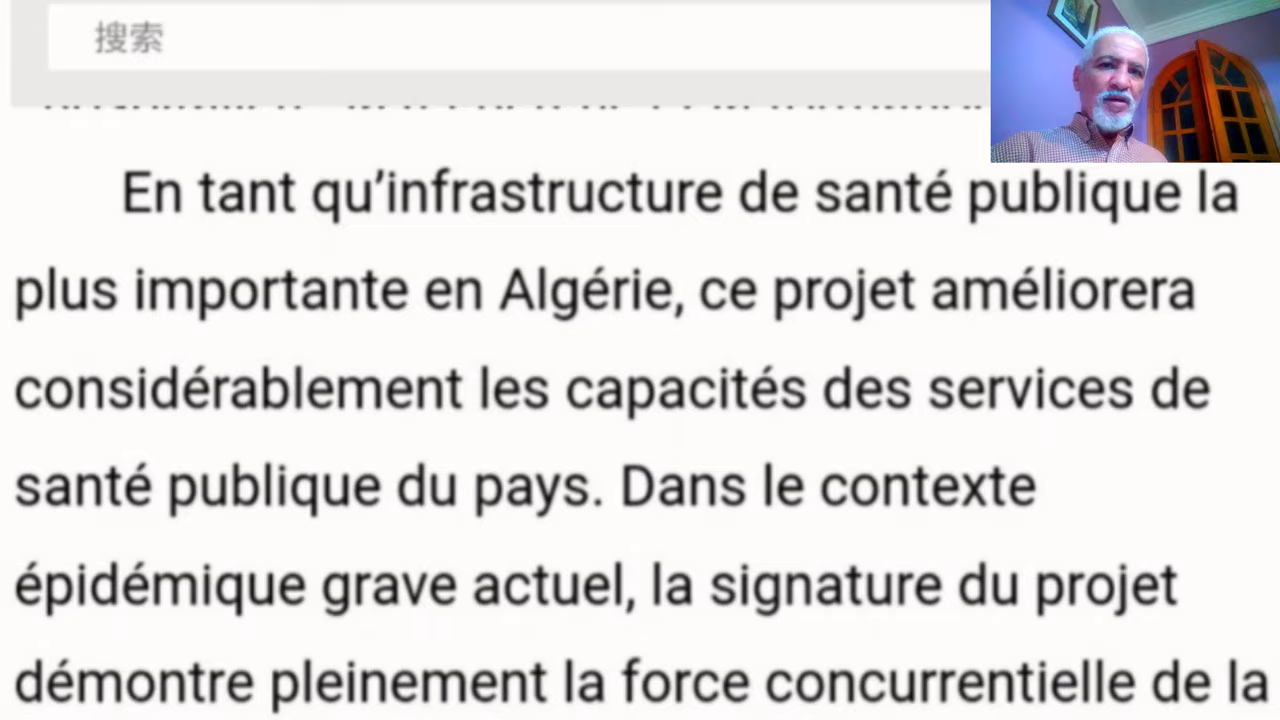 搜索
En tant qu’infrastructure de santé publique la
plus importante en Algérie, ce projet améliorera
considérablement les capacités des services de
santé publique du pays. Dans le contexte
épidémique grave actuel, la signature du projet
démontre pleinement la force concurrentielle de la